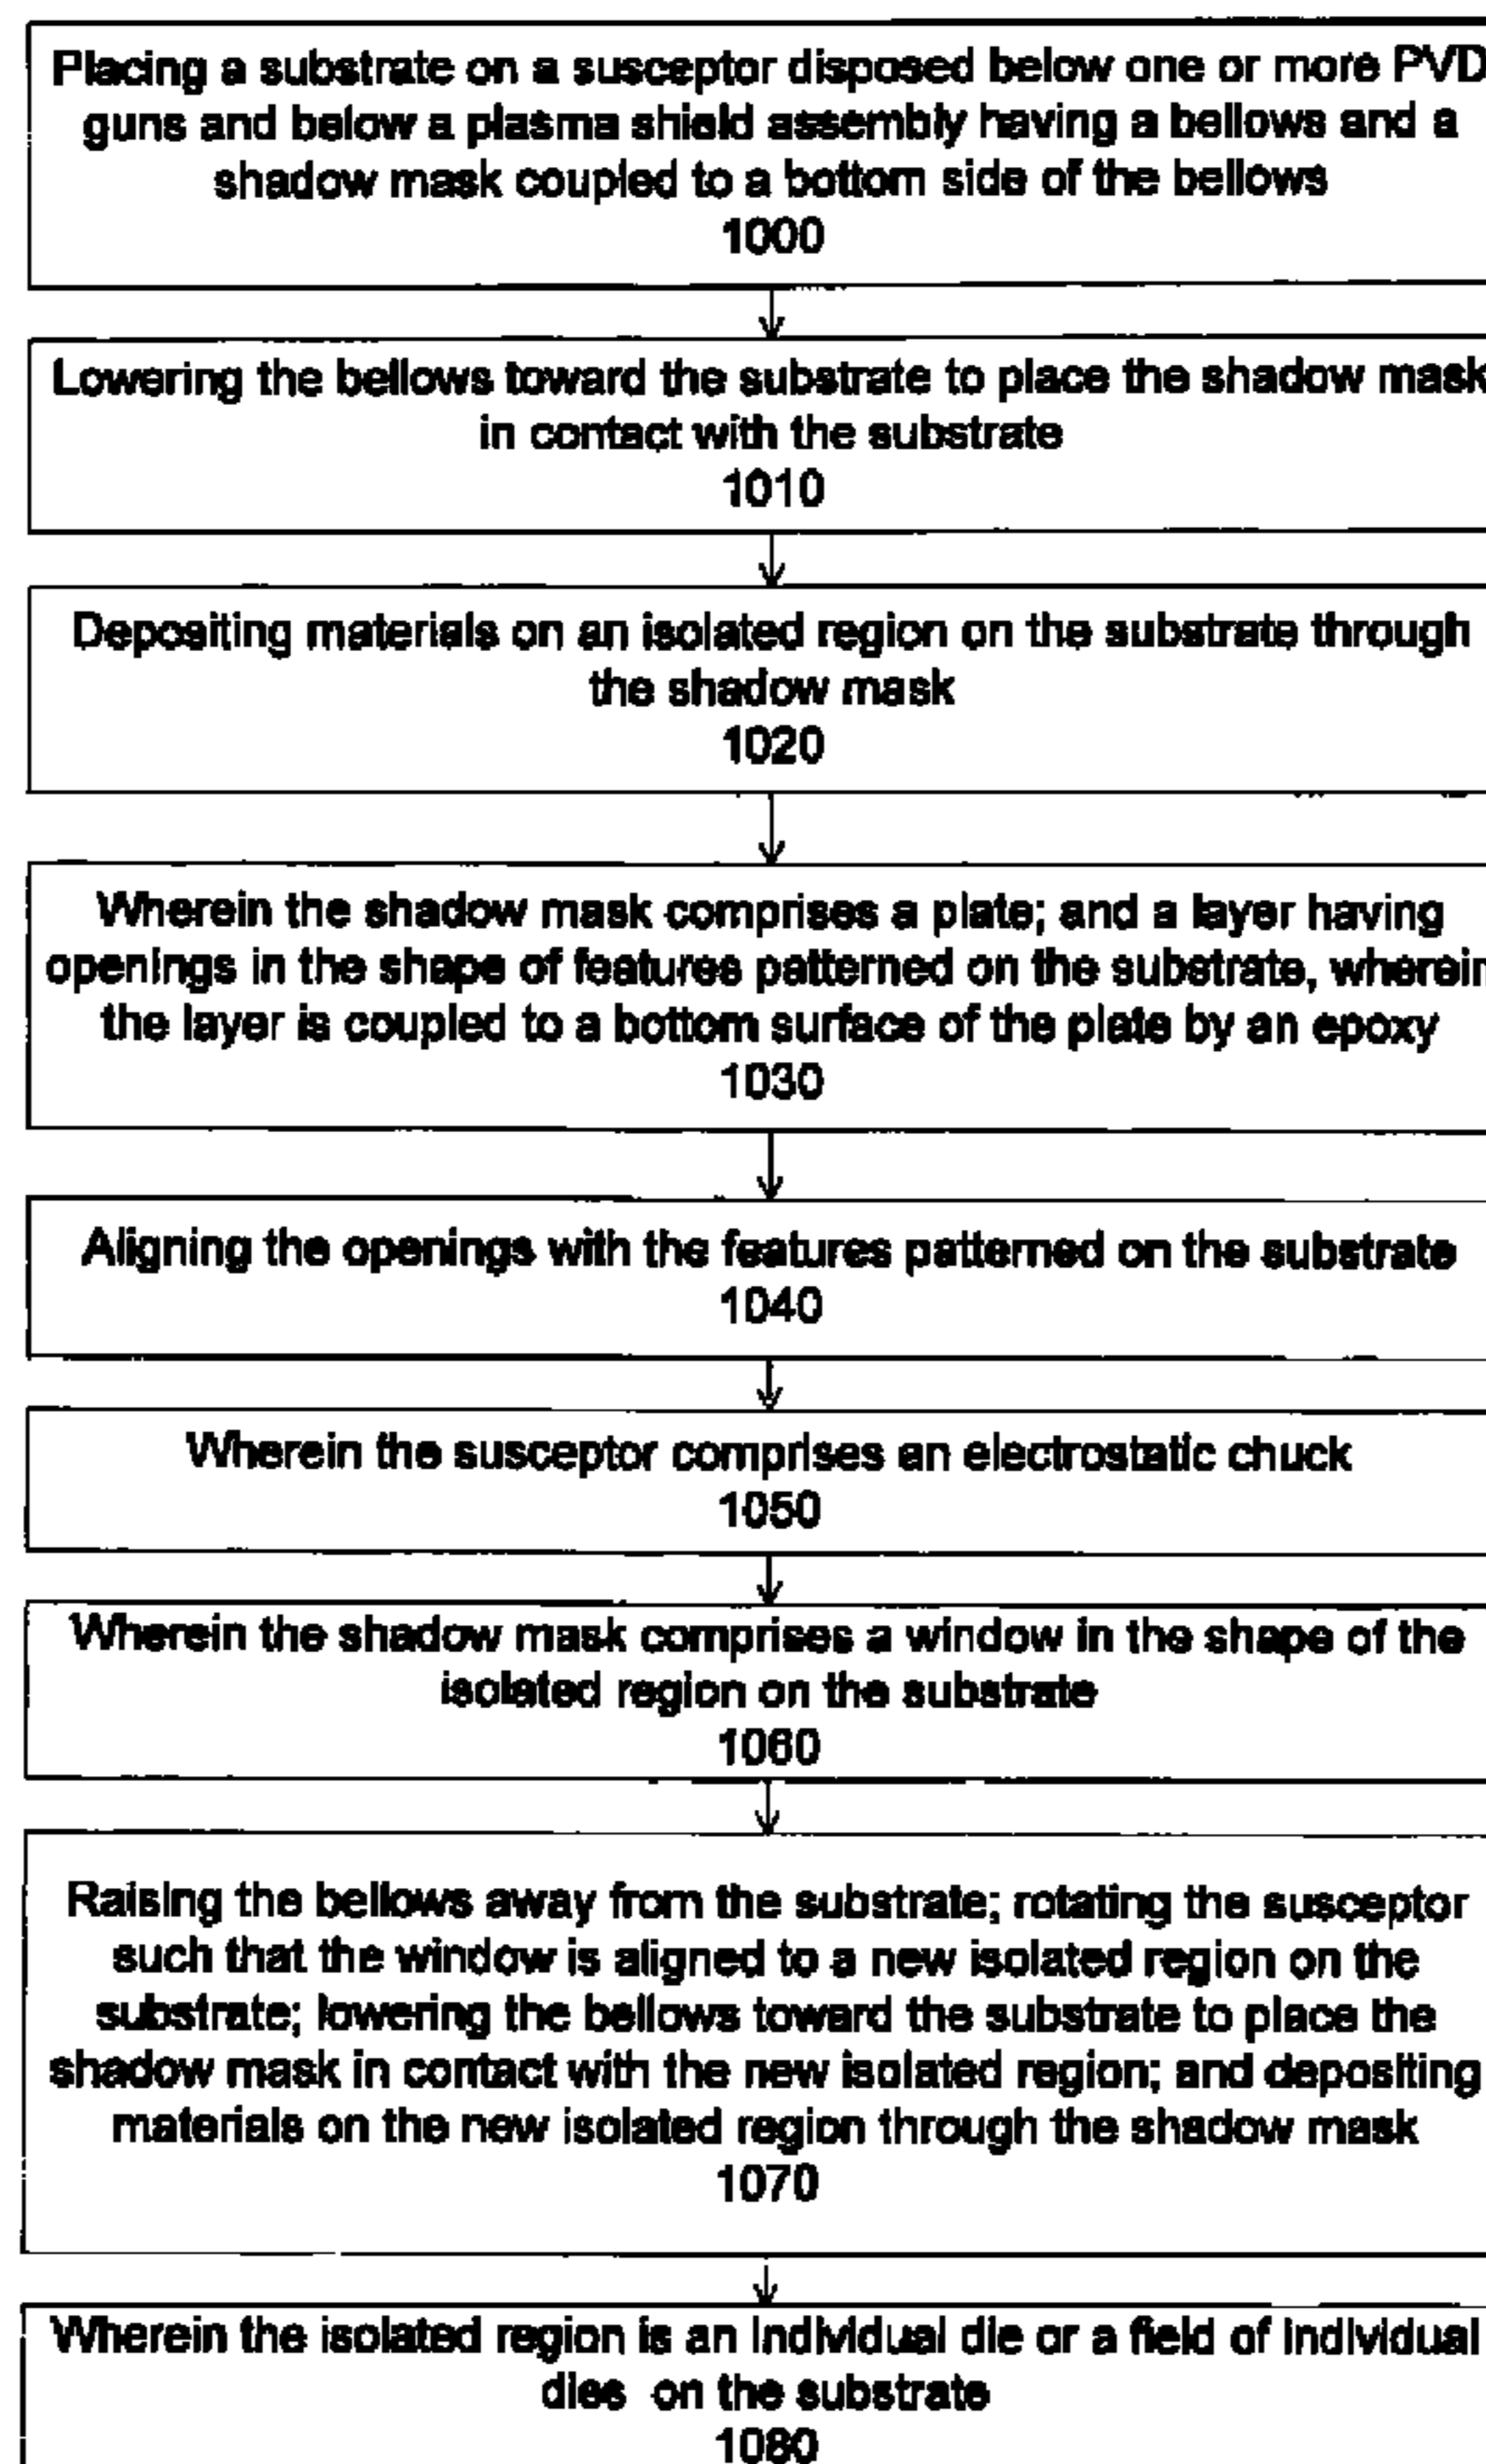 Placing a substrate on a susceptor disposed below one or more PVD
guns and below a plasma shield assembly having a bellows and a
shadow mask coupled to a bottom side of the bellows
1000
Lowering the bellows toward the substrate to place the shadow mask
in contact with the substrate
1010
Depositing materials on an isolated region on the substrate through
the shadow mask
1020
Wherein the shadow mask comprises a plate; and a layer having
openings in the shape of features patterned on the substrate, wherein
the layer is coupled to a bottom surface of the plate by an epoxy
1030
Aligning the openings with the features patterned on the substrate
1040
Wherein the susceptor comprises an electrostatic chuck
1050
Wherein the shadow mask comprises a window in the shape of the
isolated region on the substrate
1060
Raising the bellows away from the substrate; rotating the susceptor
such that the window is aligned to a new isolated region on the
substrate; lowering the bellows toward the substrate to place the
shadow mask in contact with the new isolated region; and depositing
materials on the new isolated region through the shadow mask
1070
Wherein the isolated region is an individual die or a field of individual
dies on the substrate
1080